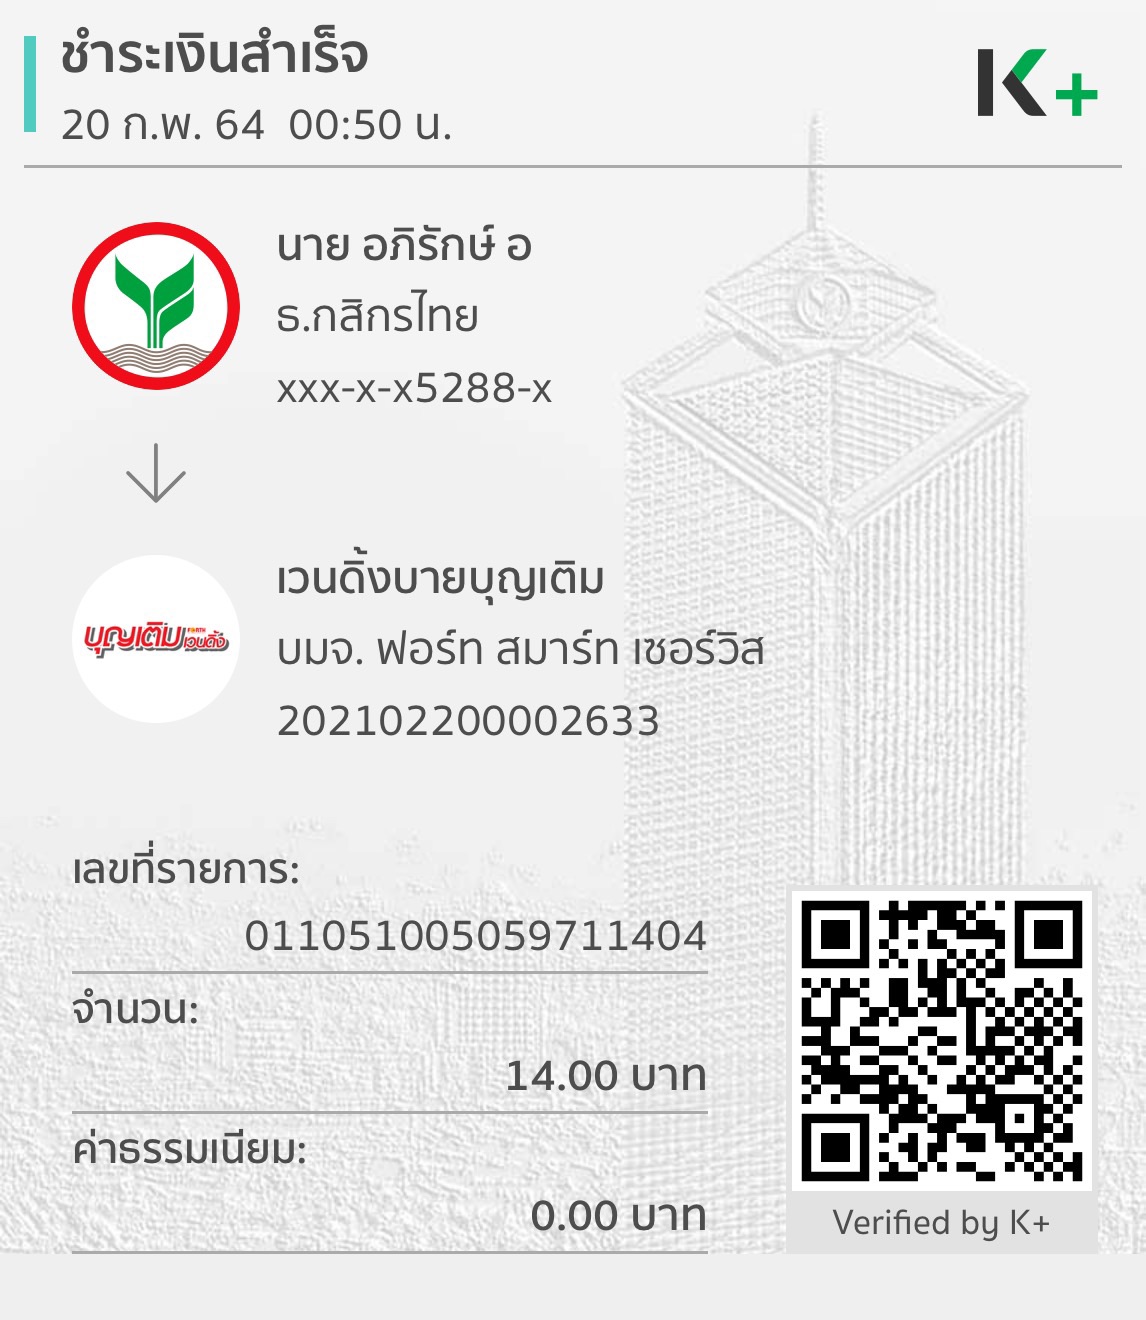 ชำระเงินสำเร็จ
20 ก.พ. 64  00:50 น.
K+
นาย อภิรักษ์ อ
ธ.กสิกรไทย
xxx-x-x5288-x
เวนดิ้งบายบุญเติม
บุญเติม FORTH เวนดิ้ง
บมจ. ฟอร์ท สมาร์ท เซอร์วิส
202102200002633
เลขที่รายการ:
011051005059711404
จำนวน:
14.00 บาท
ค่าธรรมเนียม:
0.00 บาท
Verified by K+